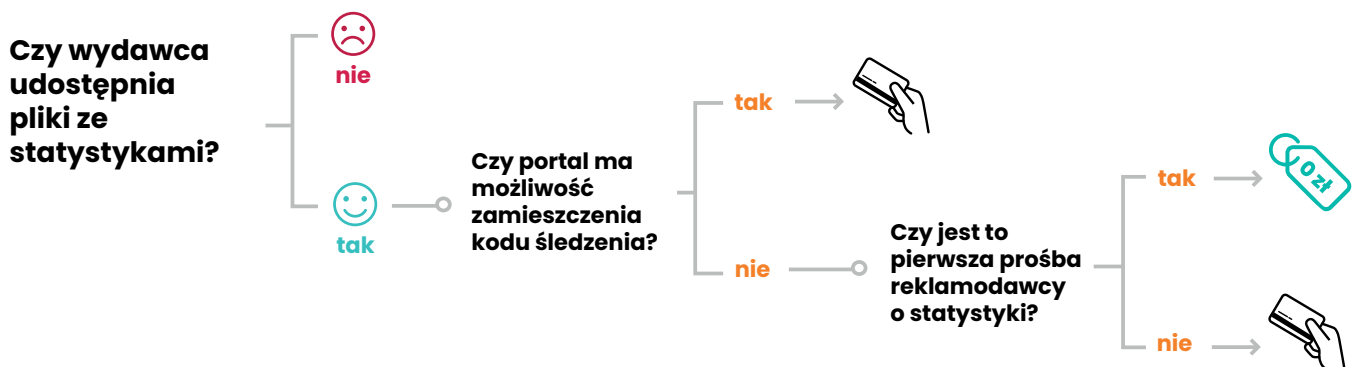 Czy wydawca
udostępnia
pliki ze
statystykami?
nie
tak
Czy portal ma
możliwość
zamieszczenia
kodu śledzenia?
tak
nie
Czy jest to
pierwsza prośba
reklamodawcy
o statystyki?
tak
0 zł
nie